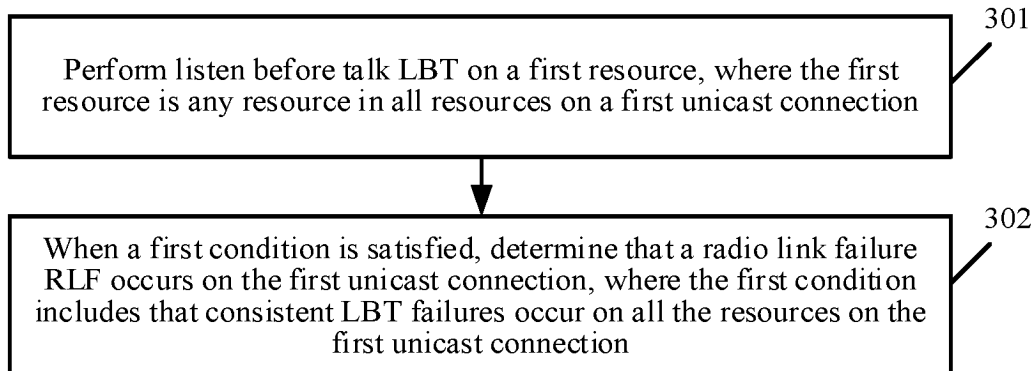 301
Perform listen before talk LBT on a first resource, where the first
resource is any resource in all resources on a first unicast connection
302
When a first condition is satisfied, determine that a radio link failure
RLF occurs on the first unicast connection, where the first condition
includes that consistent LBT failures occur on all the resources on the
first unicast connection